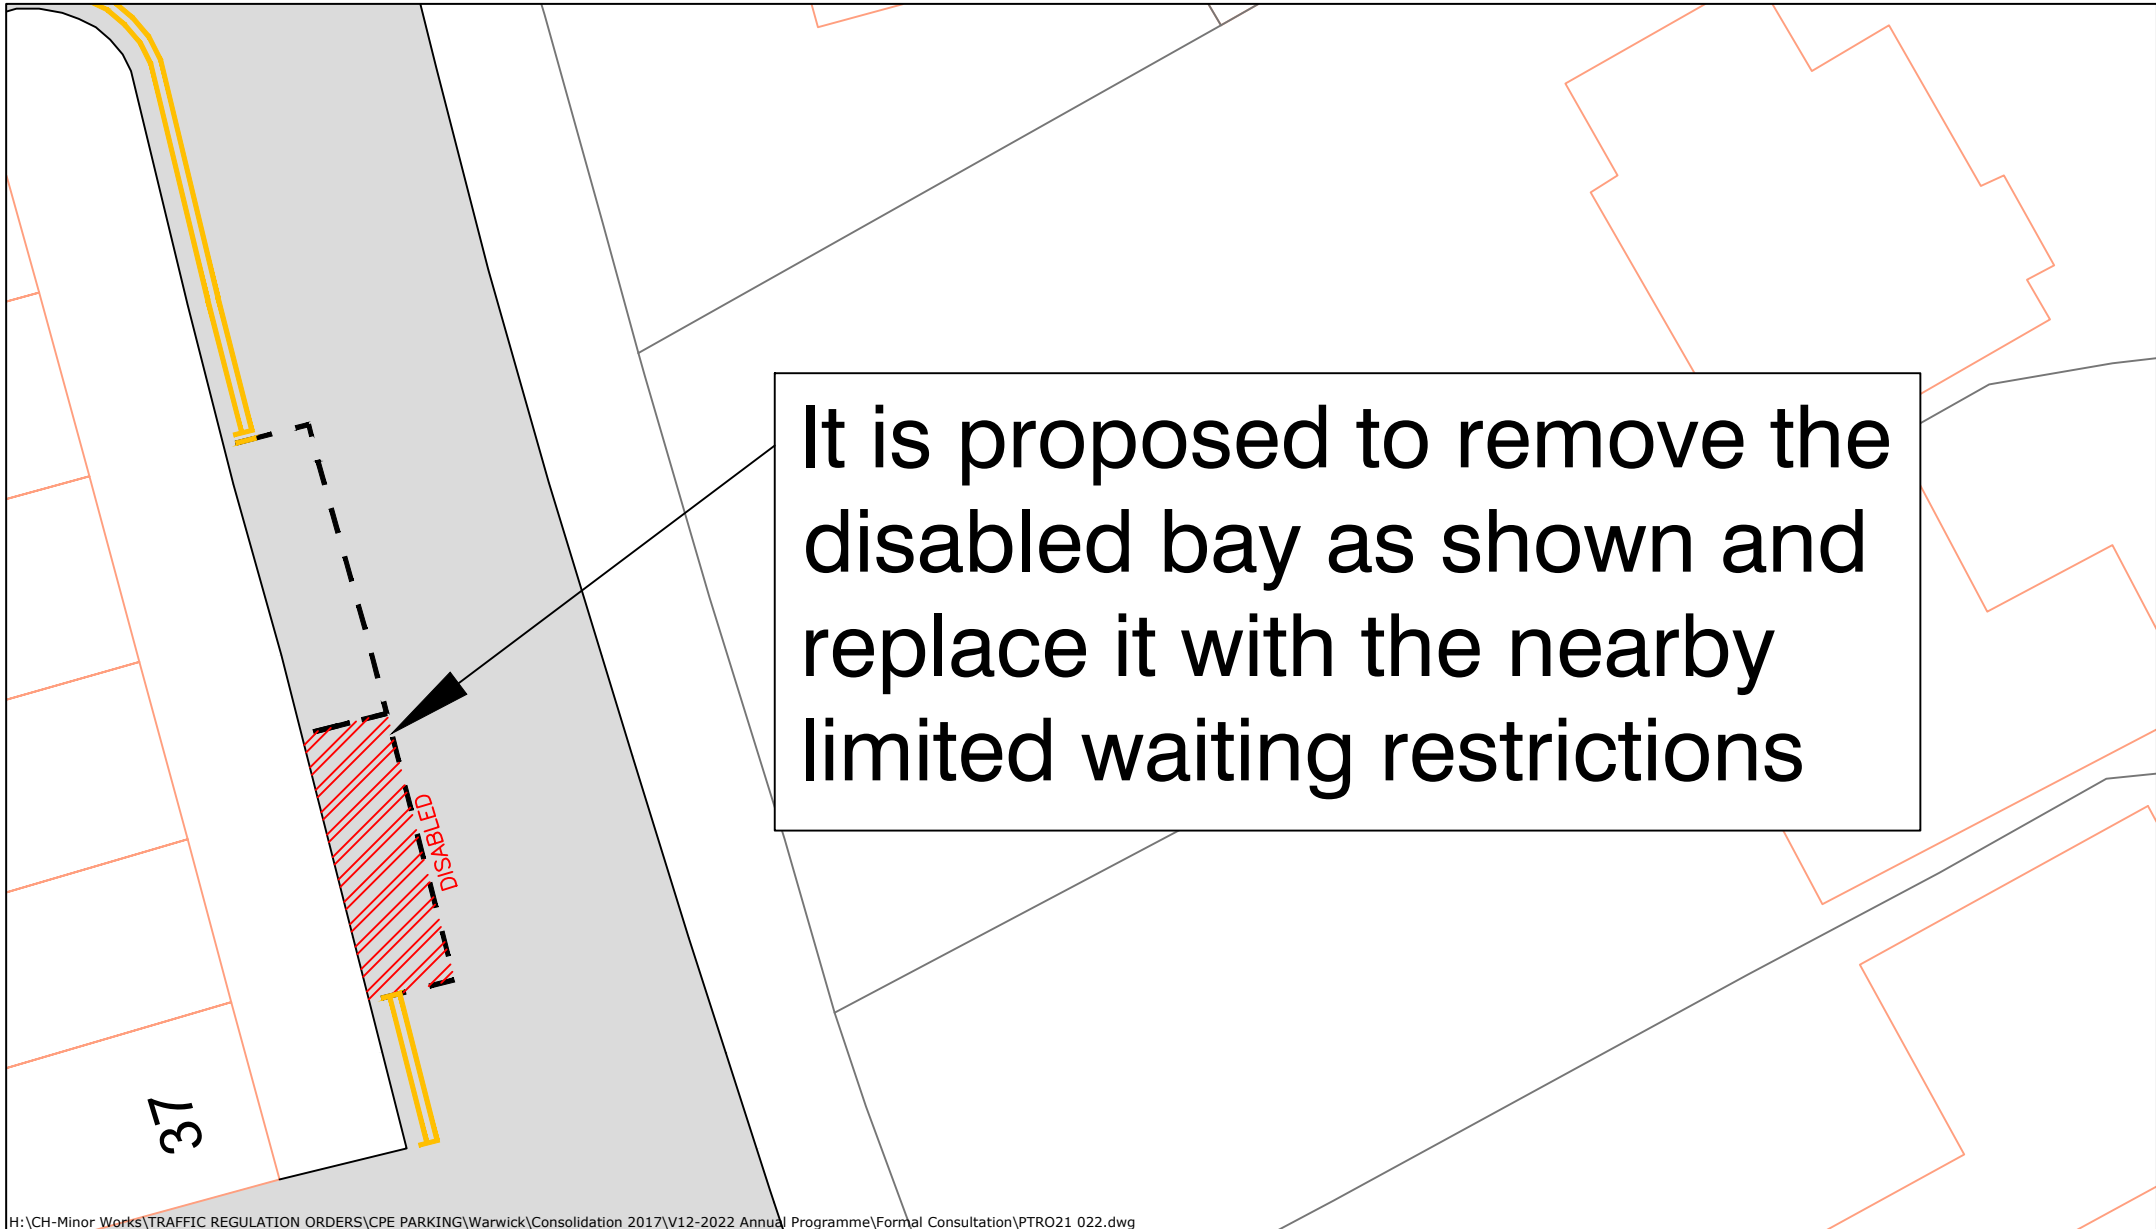 It is proposed to remove the
disabled bay as shown and
replace it with the nearby
limited waiting restrictions
DISABLED
37
H:\CH-Minor Works\TRAFFIC REGULATION ORDERS\CPE PARKING\Warwick\Consolidation 2017\V12-2022 Annual Programme\Formal Consultation\PTRO21 022.dwg